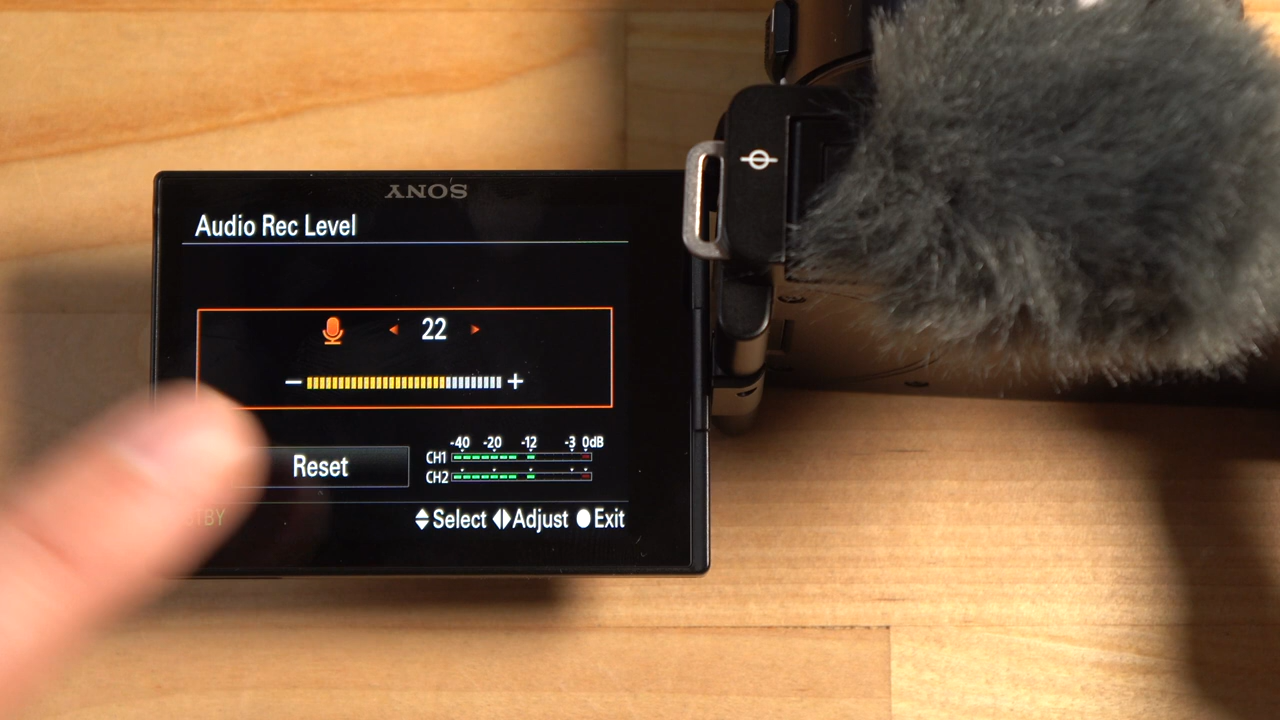 SONY
Audio Rec Level
22
− +
Reset
-40 -20 -12 -3 0dB
CH1
CH2
Select Adjust Exit